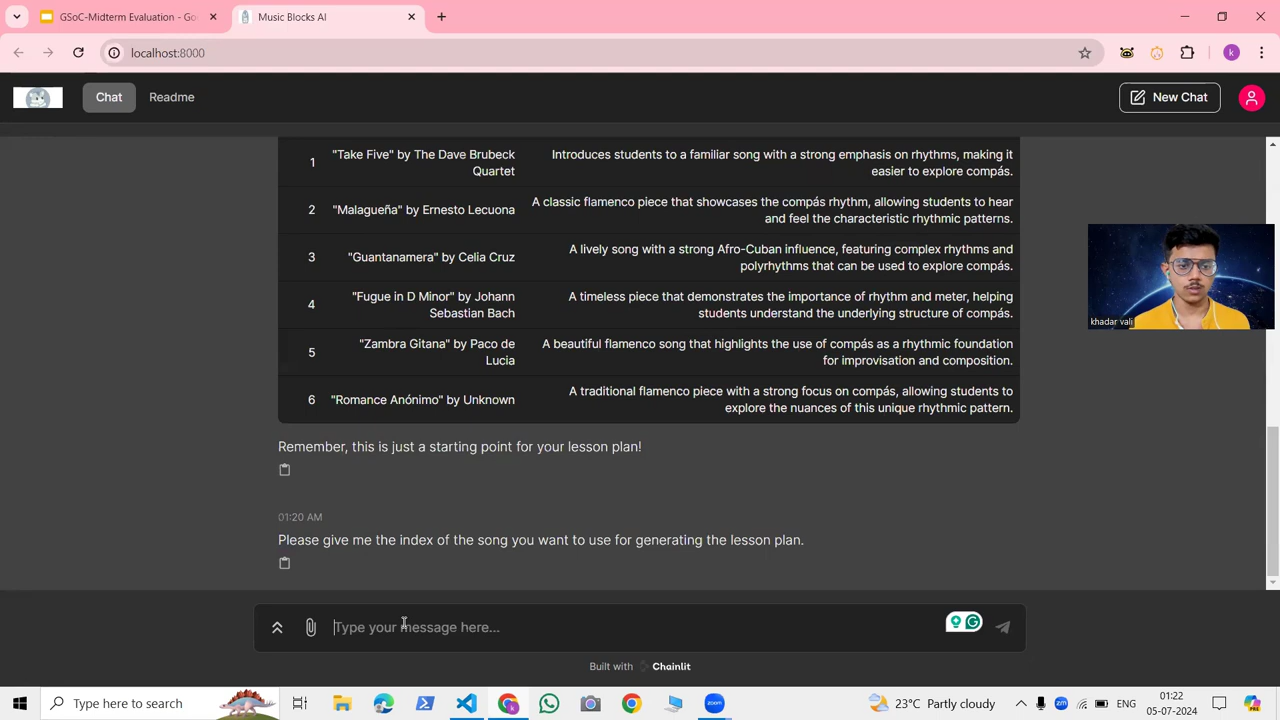 GSoC-Midterm Evaluation - Go
Music Blocks AI
localhost:8000
k
Chat
Readme
New Chat
1
"Take Five" by The Dave Brubeck
Quartet
Introduces students to a familiar song with a strong emphasis on rhythms, making it
easier to explore compás.
2
"Malagueña" by Ernesto Lecuona
A classic flamenco piece that showcases the compás rhythm, allowing students to hear
and feel the characteristic rhythmic patterns.
3
"Guantanamera" by Celia Cruz
A lively song with a strong Afro-Cuban influence, featuring complex rhythms and
polyrhythms that can be used to explore compás.
4
"Fugue in D Minor" by Johann
Sebastian Bach
A timeless piece that demonstrates the importance of rhythm and meter, helping
students understand the underlying structure of compás.
5
"Zambra Gitana" by Paco de
Lucia
A beautiful flamenco song that highlights the use of compás as a rhythmic foundation
for improvisation and composition.
6
"Romance Anónimo" by Unknown
A traditional flamenco piece with a strong focus on compás, allowing students to
explore the nuances of this unique rhythmic pattern.
khadar vali
Remember, this is just a starting point for your lesson plan!
01:20 AM
Please give me the index of the song you want to use for generating the lesson plan.
Type your message here...
Built with Chainlit
Type here to search
23°C Partly cloudy
01:22
05-07-2024